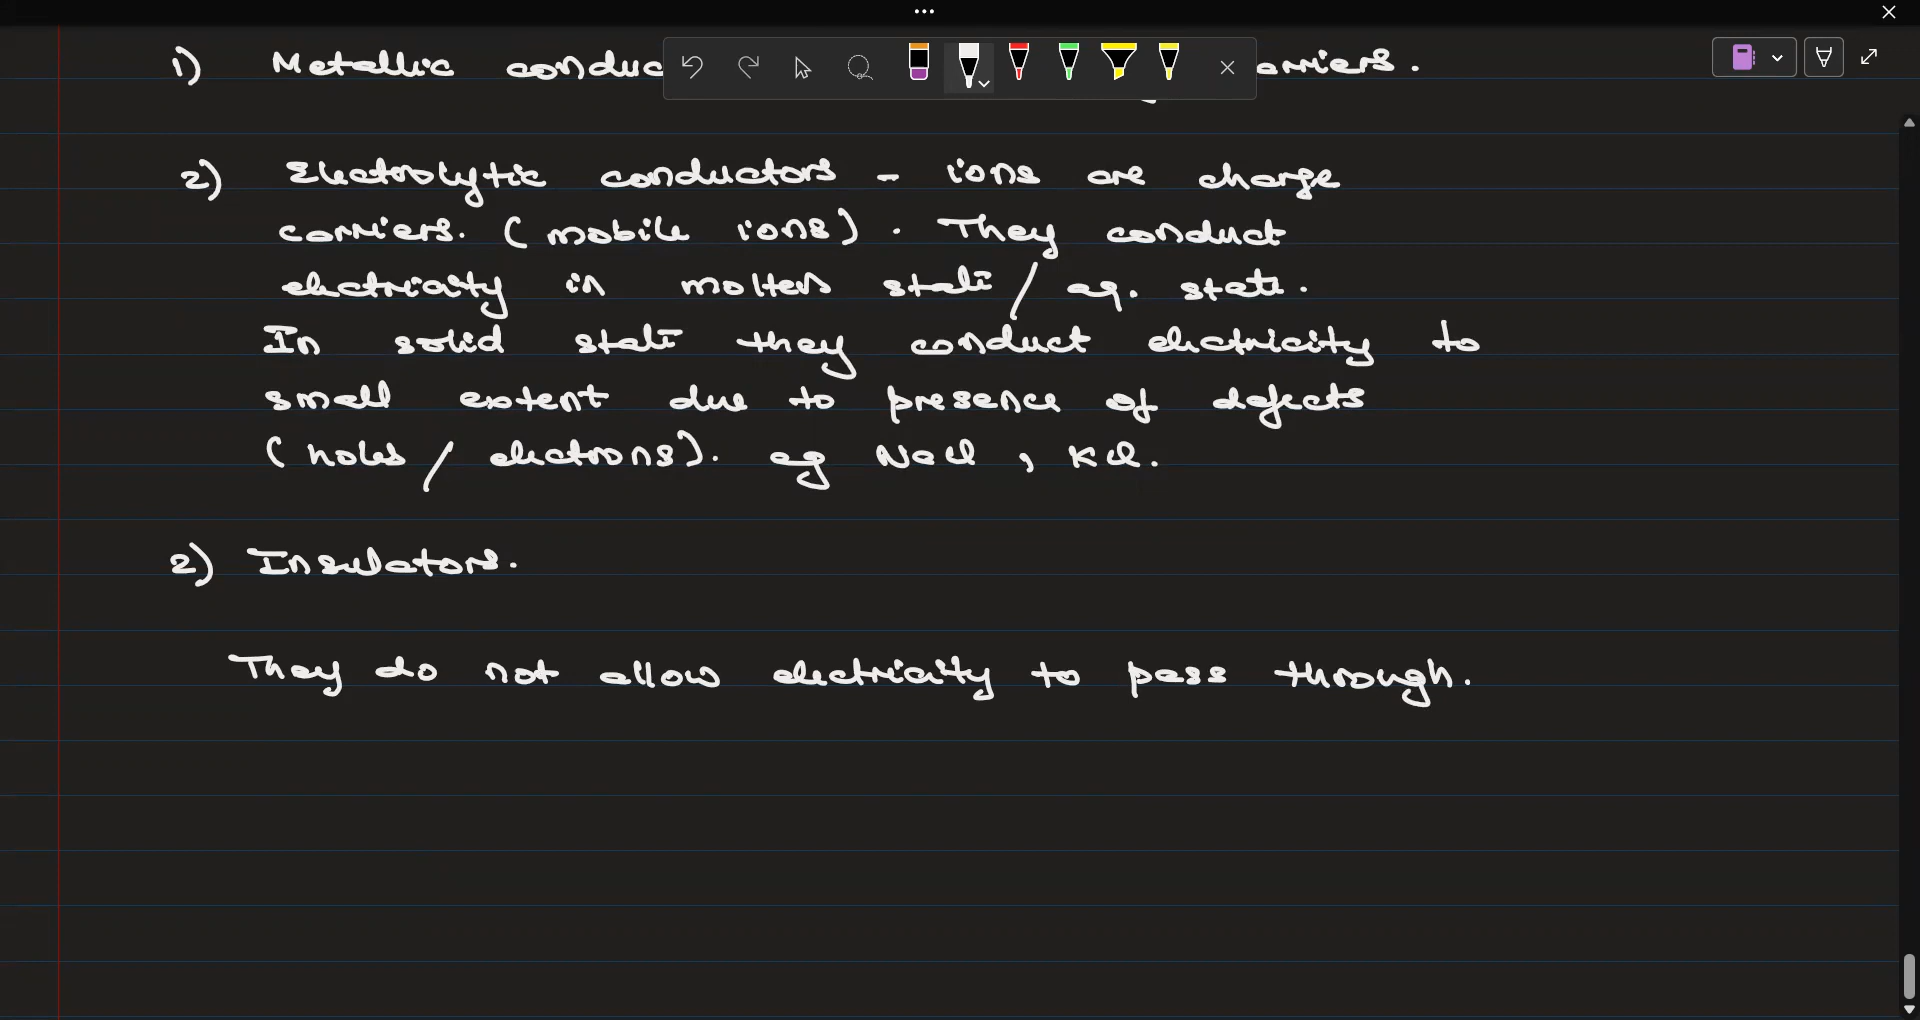 1) Metallic conduc arriers.
2) Electrolytic conductors - ions are charge
carriers. (mobile ions). They conduct
electricity in molten state / aq. state.
In solid state they conduct electricity to
small extent due to presence of defects
(holes / electrons). eg NaCl, KCl.
2) Insulators.
They do not allow electricity to pass through.